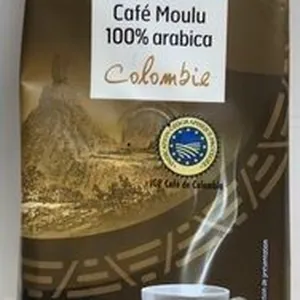 Café Moulu
100% arabica
Colombie
IGP Café de Colombia